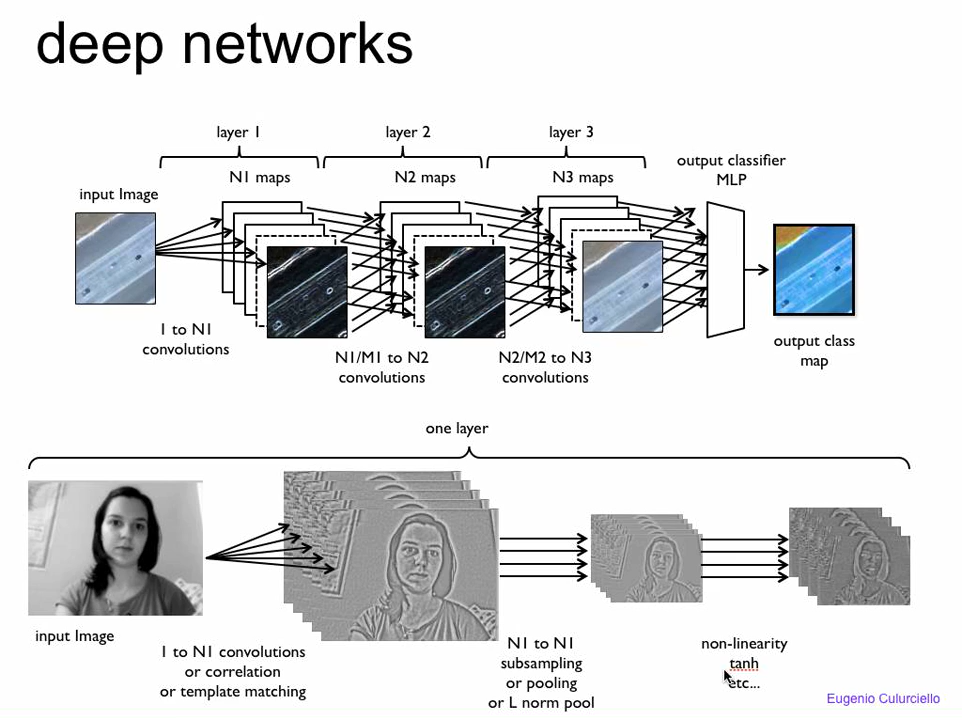 deep networks
layer 1
layer 2
layer 3
output classifier
MLP
N1 maps
N2 maps
N3 maps
input Image
1 to N1
convolutions
N1/M1 to N2
convolutions
N2/M2 to N3
convolutions
output class
map
one layer
input Image
1 to N1 convolutions
or correlation
or template matching
N1 to N1
subsampling
or pooling
or L norm pool
non-linearity
tanh
etc...
Eugenio Culurciello